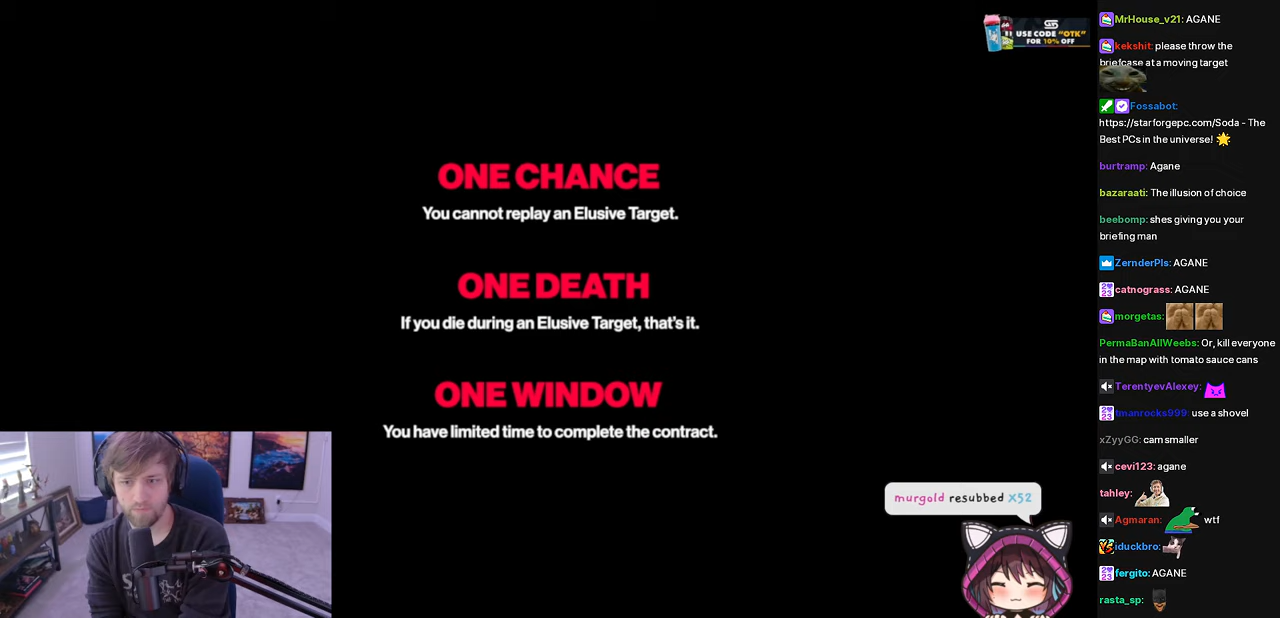 USE CODE "OTK"
FOR 10% OFF
ONE CHANCE
You cannot replay an Elusive Target.
ONE DEATH
If you die during an Elusive Target, that's it.
ONE WINDOW
You have limited time to complete the contract.
murgold resubbed X52
MrHouse_v21: AGANE
kekshit: please throw the
briefcase at a moving target
Fossabot:
https://starforgepc.com/Soda - The
Best PCs in the universe!
burtramp: Agane
bazaraati: The illusion of choice
beebomp: shes giving you your
briefing man
ZernderPls: AGANE
catnograss: AGANE
morgetas:
PermaBanAllWeebs: Or, kill everyone
in the map with tomato sauce cans
TerentyevAlexey:
manrocks999: use a shovel
xZyyGG: cam smaller
cevi123: agane
tahley:
Agmaran: wtf
iduckbro:
fergito: AGANE
rasta_sp: